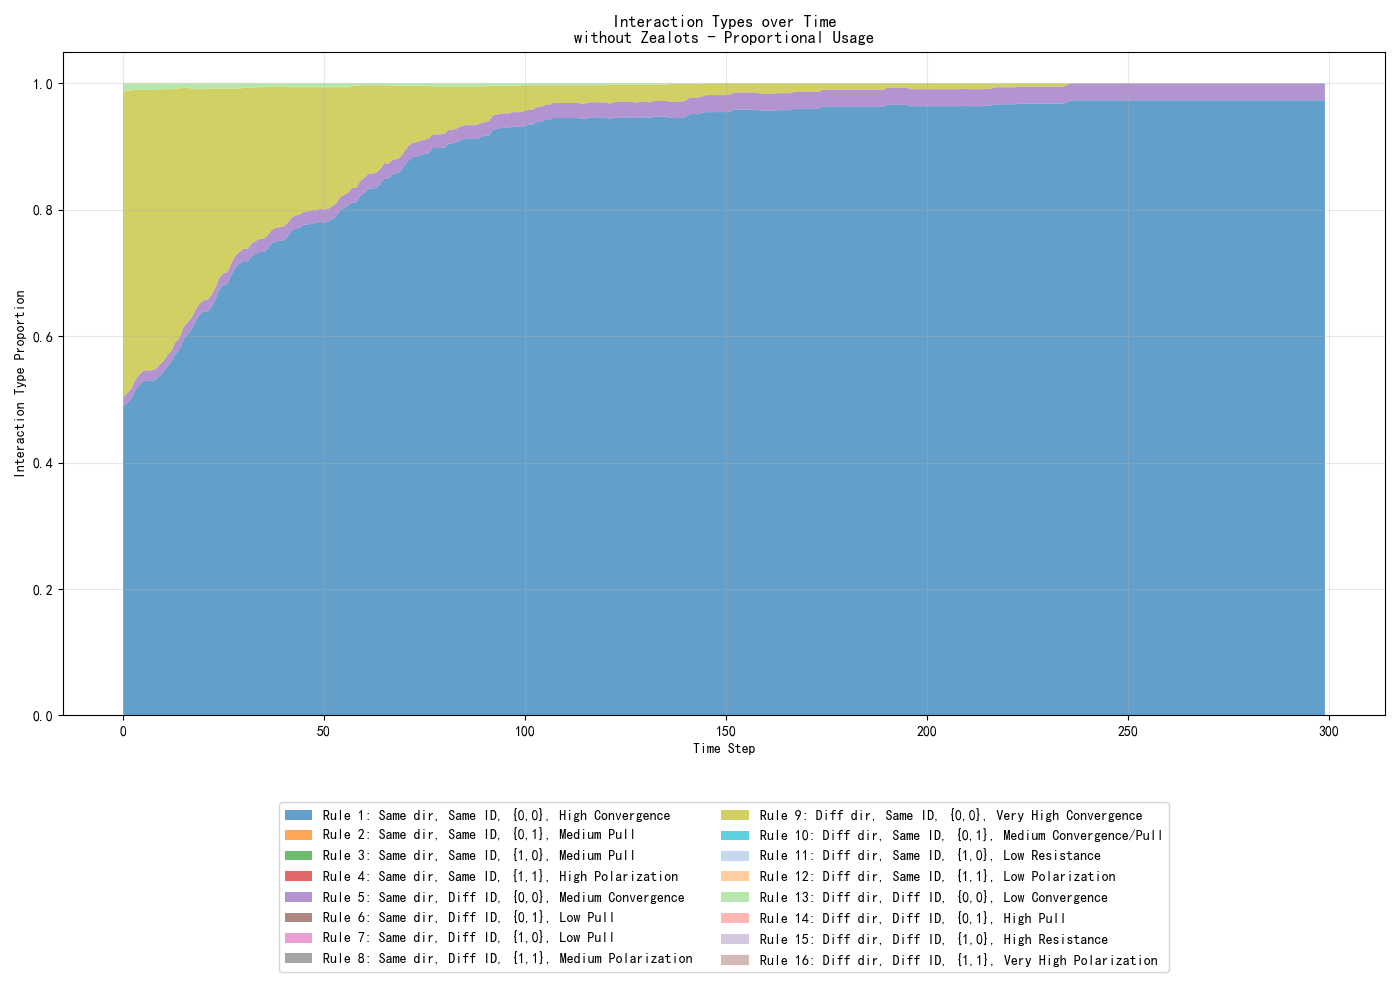 Interaction Types over Time
without Zealots - Proportional Usage
Interaction Type Proportion
1.0
0.8
0.6
0.4
0.2
0.0
0
50
100
150
200
250
300
Time Step
Rule 1: Same dir, Same ID, {0,0}, High Convergence
Rule 2: Same dir, Same ID, {0,1}, Medium Pull
Rule 3: Same dir, Same ID, {1,0}, Medium Pull
Rule 4: Same dir, Same ID, {1,1}, High Polarization
Rule 5: Same dir, Diff ID, {0,0}, Medium Convergence
Rule 6: Same dir, Diff ID, {0,1}, Low Pull
Rule 7: Same dir, Diff ID, {1,0}, Low Pull
Rule 8: Same dir, Diff ID, {1,1}, Medium Polarization
Rule 9: Diff dir, Same ID, {0,0}, Very High Convergence
Rule 10: Diff dir, Same ID, {0,1}, Medium Convergence/Pull
Rule 11: Diff dir, Same ID, {1,0}, Low Resistance
Rule 12: Diff dir, Same ID, {1,1}, Low Polarization
Rule 13: Diff dir, Diff ID, {0,0}, Low Convergence
Rule 14: Diff dir, Diff ID, {0,1}, High Pull
Rule 15: Diff dir, Diff ID, {1,0}, High Resistance
Rule 16: Diff dir, Diff ID, {1,1}, Very High Polarization